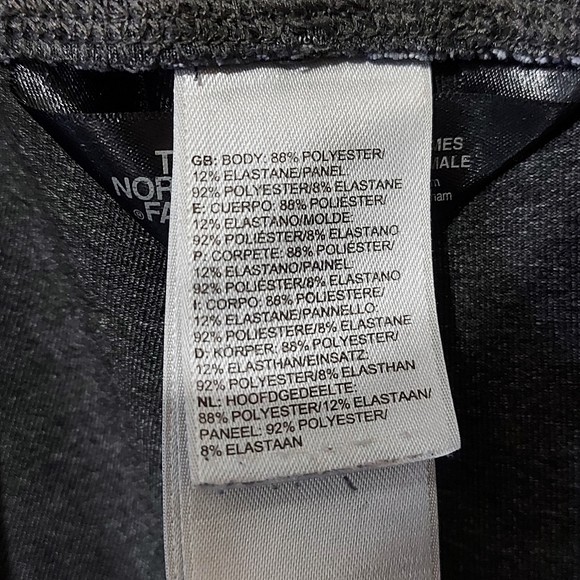 GB: BODY: 88% POLYESTER/
12% ELASTANE/PANEL:
92% POLYESTER/8% ELASTANE
E: CUERPO: 88% POLIÉSTER/
12% ELASTANO/MOLDE:
92% POLIÉSTER/8% ELASTANO
P: CORPETE: 88% POLIÉSTER/
12% ELASTANO/PAINEL:
92% POLIÉSTER/8% ELASTANO
I: CORPO: 88% POLIESTERE/
12% ELASTANE/PANNELLO:
92% POLIESTERE/8% ELASTANE
D: KÖRPER: 88% POLYESTER/
12% ELASTHAN/EINSATZ:
92% POLYESTER/8% ELASTHAN
NL: HOOFDGEDEELTE:
88% POLYESTER/12% ELASTAAN/
PANEEL: 92% POLYESTER/
8% ELASTAAN